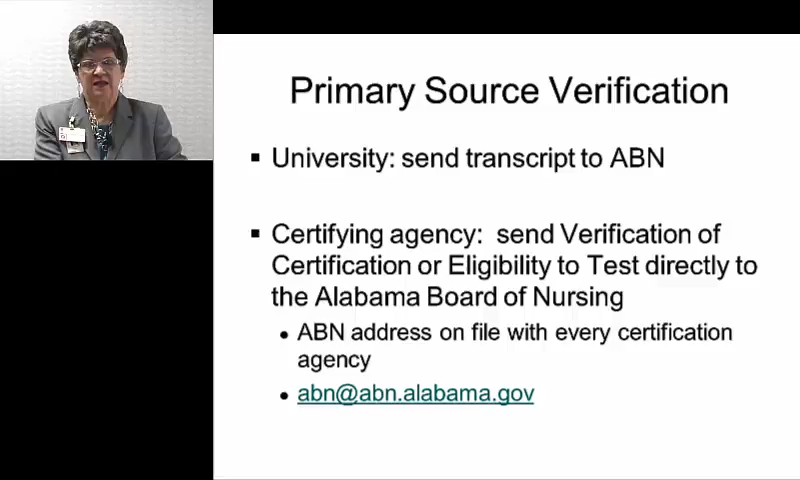 Primary Source Verification
▪ University: send transcript to ABN
▪ Certifying agency: send Verification of
Certification or Eligibility to Test directly to
the Alabama Board of Nursing
• ABN address on file with every certification
agency
• abn@abn.alabama.gov